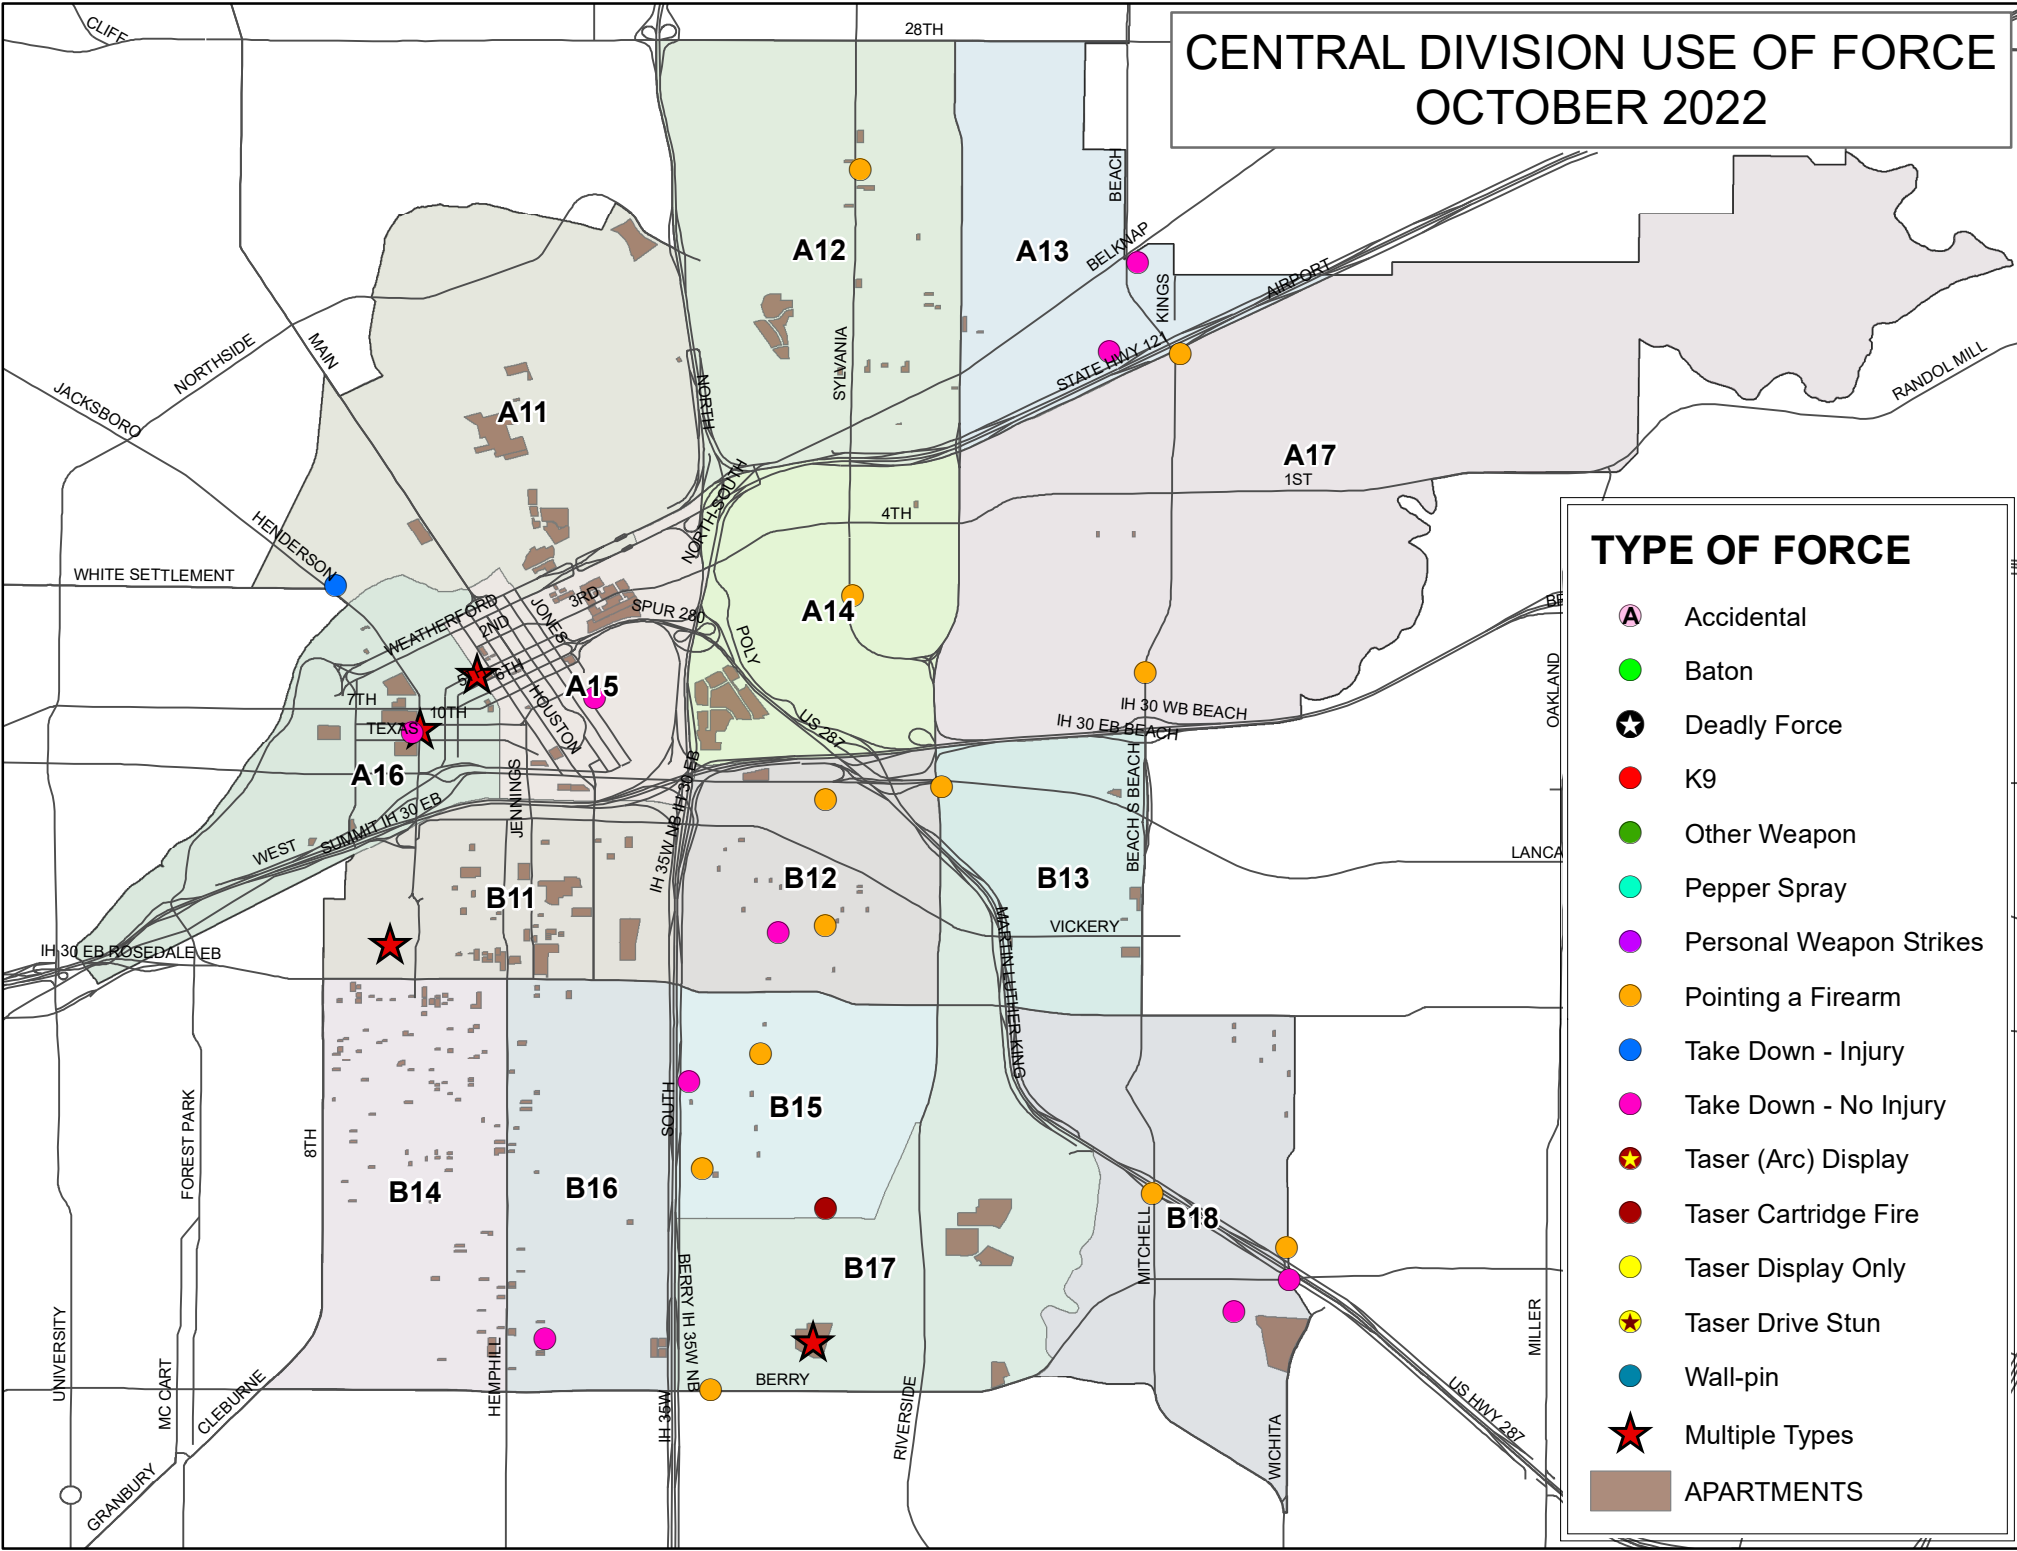 CLIFF
28TH
CENTRAL DIVISION USE OF FORCE
OCTOBER 2022
BEACH
A12
A13
BELKNAP
KINGS
AIRPORT
NORTHSIDE
MAIN
SYLVANIA
STATE HWY 121
RANDOL MILL
JACKSBORO
NORTH
A11
A17
1ST
NORTH-SOUTH
4TH
HENDERSON
WHITE SETTLEMENT
WEATHERFORD
JONES
3RD
2ND
SPUR 280
A14
POLY
5TH
6TH
A15
HOUSTON
7TH
10TH
TEXAS
US 287
IH 30 WB BEACH
IH 30 EB BEACH
OAKLAND
A16
JENNINGS
IH 35W NB IH 30 EB
BEACH S BEACH
SUMMIT IH 30 EB
WEST
LANCA
B11
B12
B13
VICKERY
MARTIN LUTHER KING
IH 30 EB ROSEDALE EB
SOUTH
B15
8TH
FOREST PARK
B14
B16
B18
MITCHELL
B17
BERRY IH 35W NB
UNIVERSITY
MC CART
CLEBURNE
HEMPHILL
IH 35W
BERRY
RIVERSIDE
WICHITA
US HWY 287
MILLER
GRANBURY
BE
TYPE OF FORCE
A Accidental
Baton
Deadly Force
K9
Other Weapon
Pepper Spray
Personal Weapon Strikes
Pointing a Firearm
Take Down - Injury
Take Down - No Injury
Taser (Arc) Display
Taser Cartridge Fire
Taser Display Only
Taser Drive Stun
Wall-pin
Multiple Types
APARTMENTS